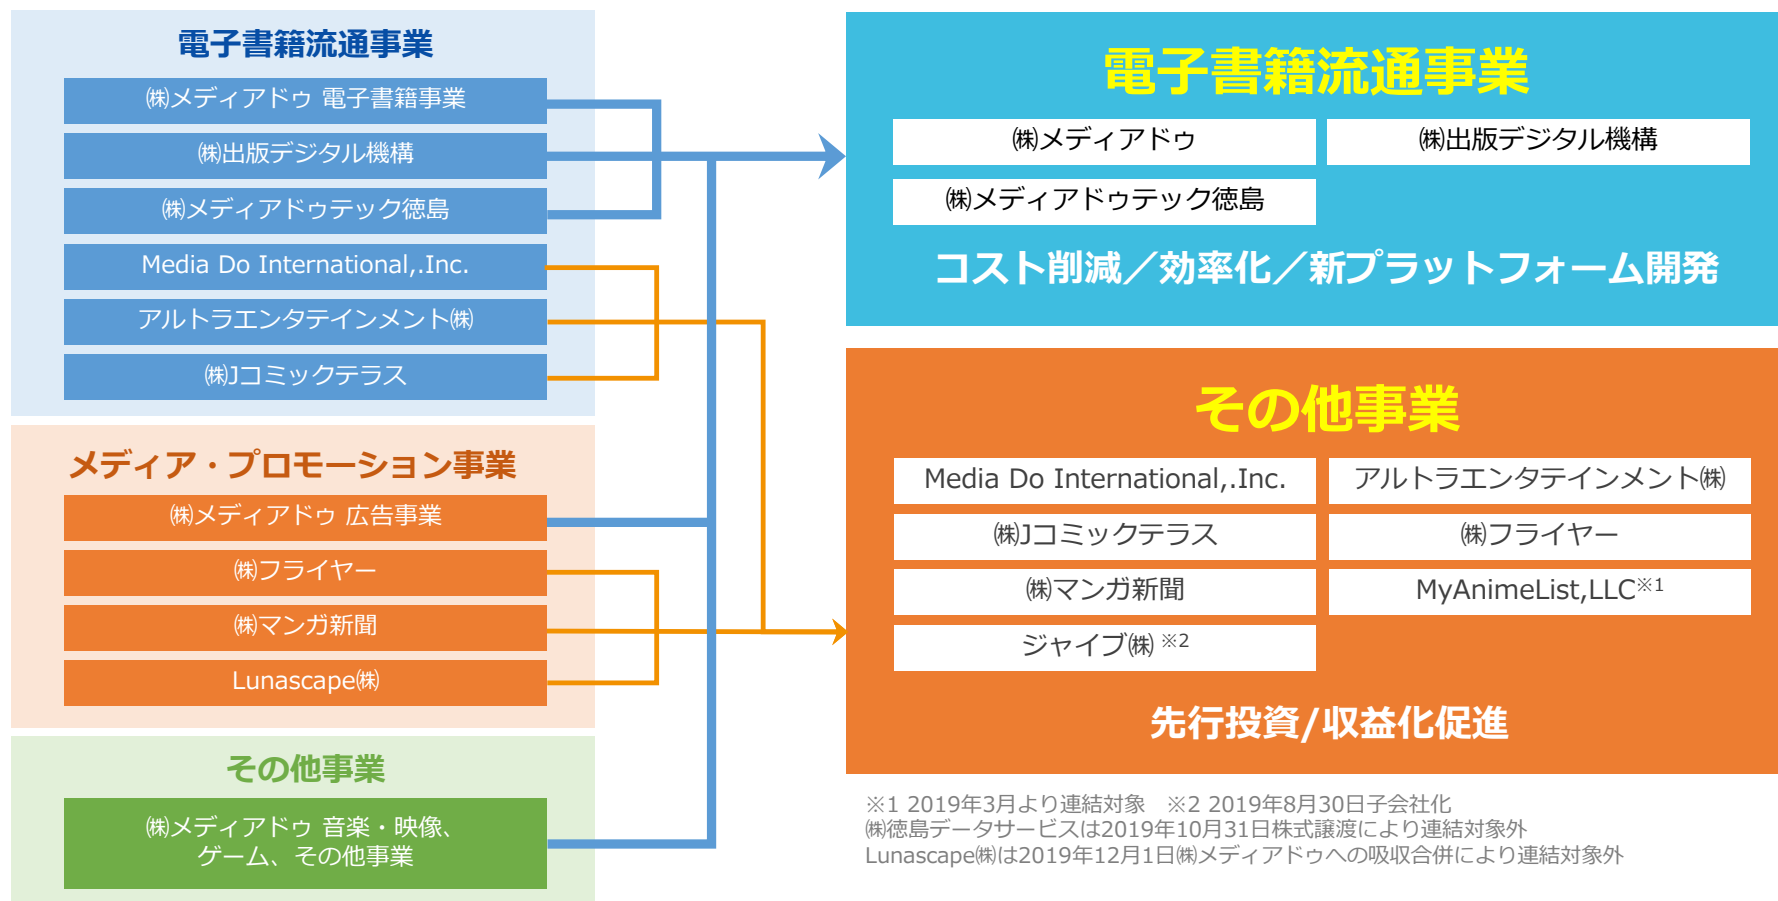 電子書籍流通事業
㈱メディアドゥ 電子書籍事業
㈱出版デジタル機構
㈱メディアドゥテック徳島
Media Do International,.Inc.
アルトラエンタテインメント㈱
㈱Jコミックテラス
メディア・プロモーション事業
㈱メディアドゥ 広告事業
㈱フライヤー
㈱マンガ新聞
Lunascape㈱
その他事業
㈱メディアドゥ 音楽・映像、
ゲーム、その他事業
電子書籍流通事業
㈱メディアドゥ
㈱出版デジタル機構
㈱メディアドゥテック徳島
コスト削減／効率化／新プラットフォーム開発
その他事業
Media Do International,.Inc.
アルトラエンタテインメント㈱
㈱Jコミックテラス
㈱フライヤー
㈱マンガ新聞
MyAnimeList,LLC※1
ジャイブ㈱ ※2
先行投資/収益化促進
※1 2019年3月より連結対象　※2 2019年8月30日子会社化
㈱徳島データサービスは2019年10月31日株式譲渡により連結対象外
Lunascape㈱は2019年12月1日㈱メディアドゥへの吸収合併により連結対象外